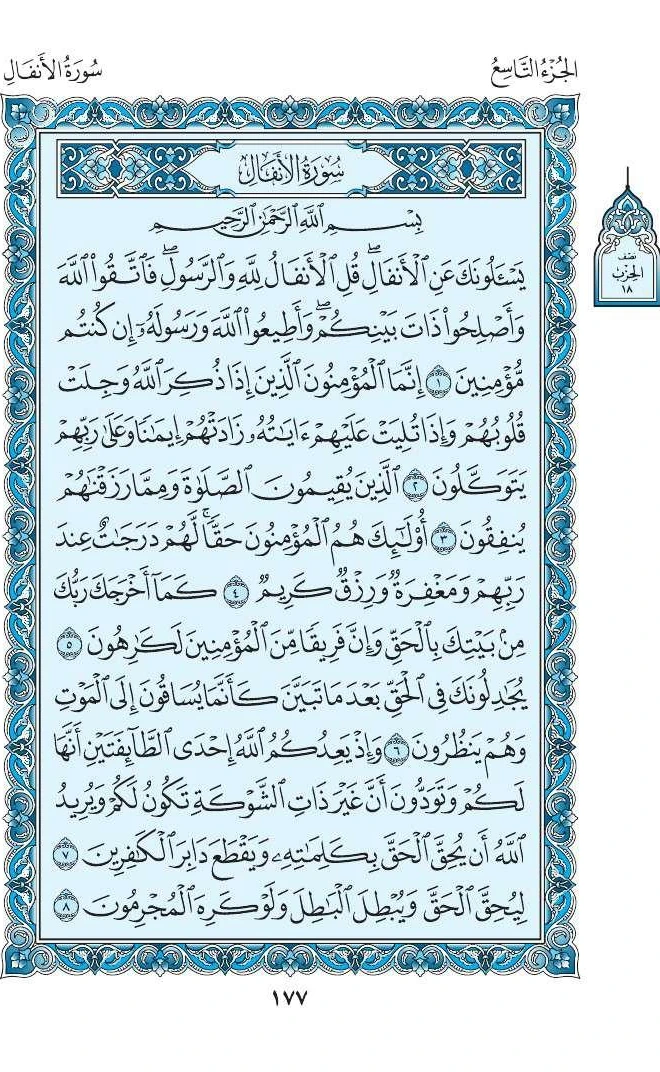 الجُزْءُ التَّاسِعُ
سُورَةُ الأَنفَالِ
سُورَةُ الأَنفَالِ
بِسْمِ ٱللَّهِ ٱلرَّحْمَٰنِ ٱلرَّحِيمِ
يَسْـَٔلُونَكَ عَنِ ٱلْأَنفَالِۖ قُلِ ٱلْأَنفَالُ لِلَّهِ وَٱلرَّسُولِۖ فَٱتَّقُوا۟ ٱللَّهَ
وَأَصْلِحُوا۟ ذَاتَ بَيْنِكُمْۖ وَأَطِيعُوا۟ ٱللَّهَ وَرَسُولَهُۥٓ إِن كُنتُم
مُّؤْمِنِينَ ١ إِنَّمَا ٱلْمُؤْمِنُونَ ٱلَّذِينَ إِذَا ذُكِرَ ٱللَّهُ وَجِلَتْ
قُلُوبُهُمْ وَإِذَا تُلِيَتْ عَلَيْهِمْ ءَايَٰتُهُۥ زَادَتْهُمْ إِيمَٰنًا وَعَلَىٰ رَبِّهِمْ
يَتَوَكَّلُونَ ٢ ٱلَّذِينَ يُقِيمُونَ ٱلصَّلَوٰةَ وَمِمَّا رَزَقْنَٰهُمْ
يُنفِقُونَ ٣ أُو۟لَٰٓئِكَ هُمُ ٱلْمُؤْمِنُونَ حَقًّاۚ لَّهُمْ دَرَجَٰتٌ عِندَ
رَبِّهِمْ وَمَغْفِرَةٌ وَرِزْقٌ كَرِيمٌ ٤ كَمَآ أَخْرَجَكَ رَبُّكَ
مِنۢ بَيْتِكَ بِٱلْحَقِّ وَإِنَّ فَرِيقًا مِّنَ ٱلْمُؤْمِنِينَ لَكَٰرِهُونَ ٥
يُجَٰدِلُونَكَ فِى ٱلْحَقِّ بَعْدَ مَا تَبَيَّنَ كَأَنَّمَا يُسَاقُونَ إِلَى ٱلْمَوْتِ
وَهُمْ يَنظُرُونَ ٦ وَإِذْ يَعِدُكُمُ ٱللَّهُ إِحْدَى ٱلطَّآئِفَتَيْنِ أَنَّهَا
لَكُمْ وَتَوَدُّونَ أَنَّ غَيْرَ ذَاتِ ٱلشَّوْكَةِ تَكُونُ لَكُمْ وَيُرِيدُ
ٱللَّهُ أَن يُحِقَّ ٱلْحَقَّ بِكَلِمَٰتِهِۦ وَيَقْطَعَ دَابِرَ ٱلْكَٰفِرِينَ ٧
لِيُحِقَّ ٱلْحَقَّ وَيُبْطِلَ ٱلْبَٰطِلَ وَلَوْ كَرِهَ ٱلْمُجْرِمُونَ ٨
نصف
الحزب
١٨
١٧٧